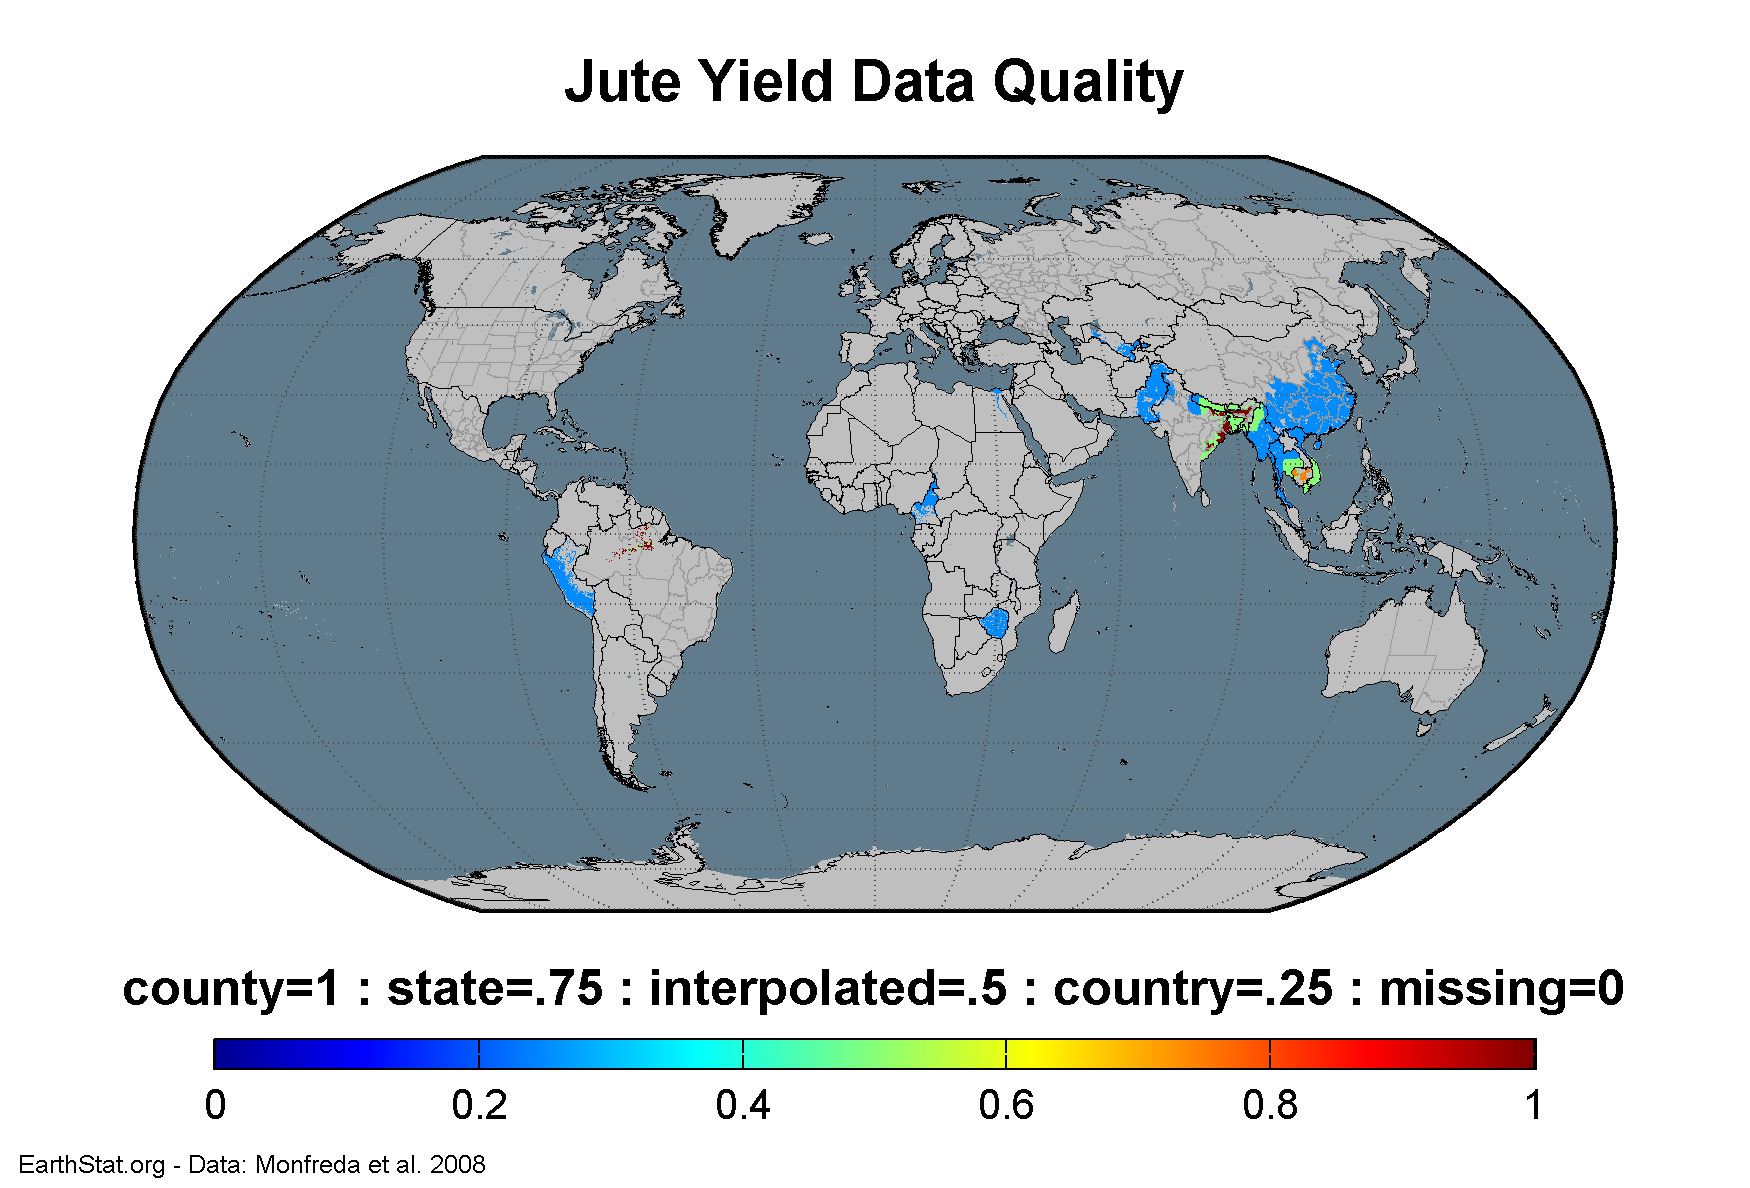 Jute Yield Data Quality
county=1 : state=.75 : interpolated=.5 : country=.25 : missing=0
0 0.2 0.4 0.6 0.8 1
EarthStat.org - Data: Monfreda et al. 2008